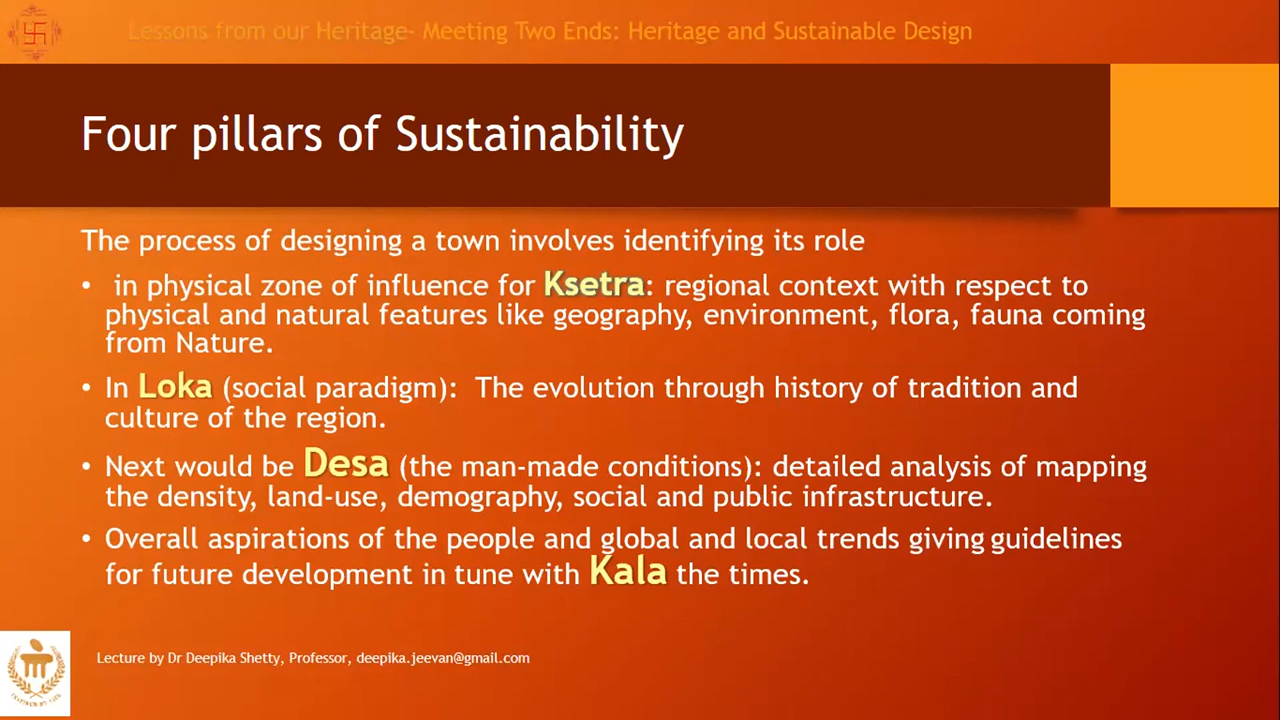 Lessons from our Heritage- Meeting Two Ends: Heritage and Sustainable Design
Four pillars of Sustainability
The process of designing a town involves identifying its role
• in physical zone of influence for Ksetra: regional context with respect to
physical and natural features like geography, environment, flora, fauna coming
from Nature.
• In Loka (social paradigm): The evolution through history of tradition and
culture of the region.
• Next would be Desa (the man-made conditions): detailed analysis of mapping
the density, land-use, demography, social and public infrastructure.
• Overall aspirations of the people and global and local trends giving guidelines
for future development in tune with Kala the times.
Lecture by Dr Deepika Shetty, Professor, deepika.jeevan@gmail.com